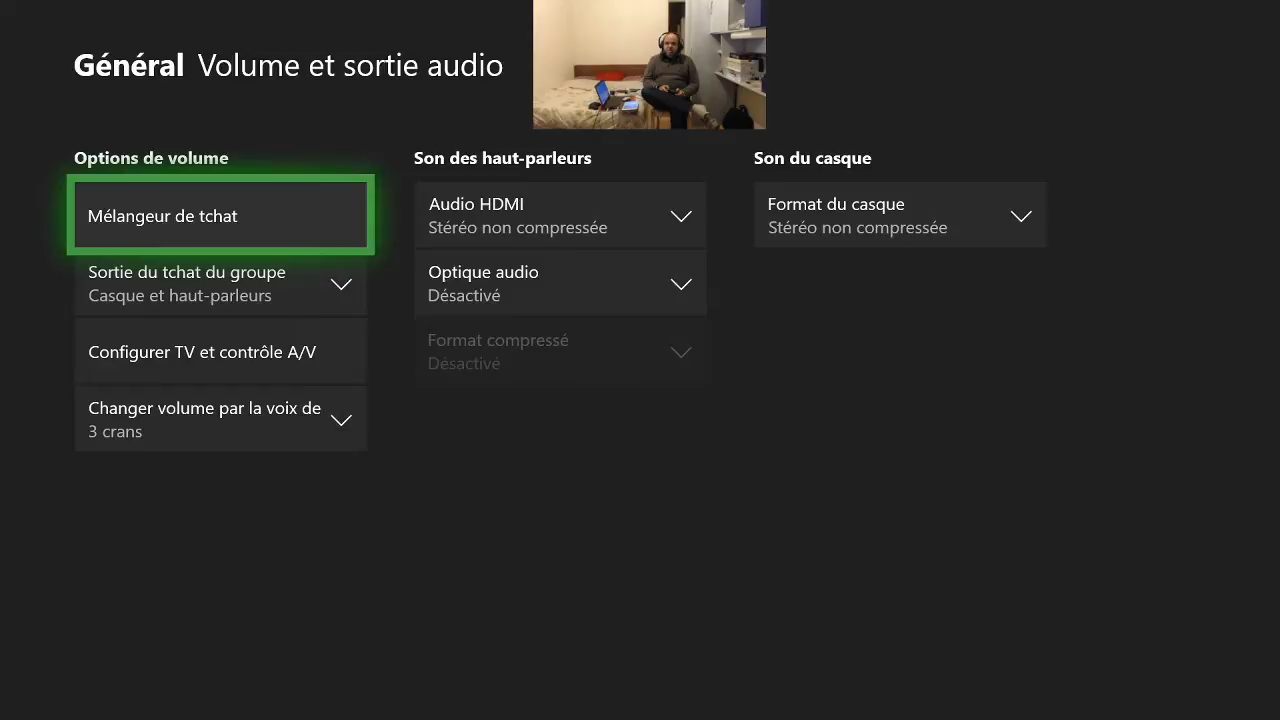 Général Volume et sortie audio
Options de volume
Mélangeur de tchat
Sortie du tchat du groupe
Casque et haut-parleurs
Configurer TV et contrôle A/V
Changer volume par la voix de
3 crans
Son des haut-parleurs
Audio HDMI
Stéréo non compressée
Optique audio
Désactivé
Format compressé
Désactivé
Son du casque
Format du casque
Stéréo non compressée